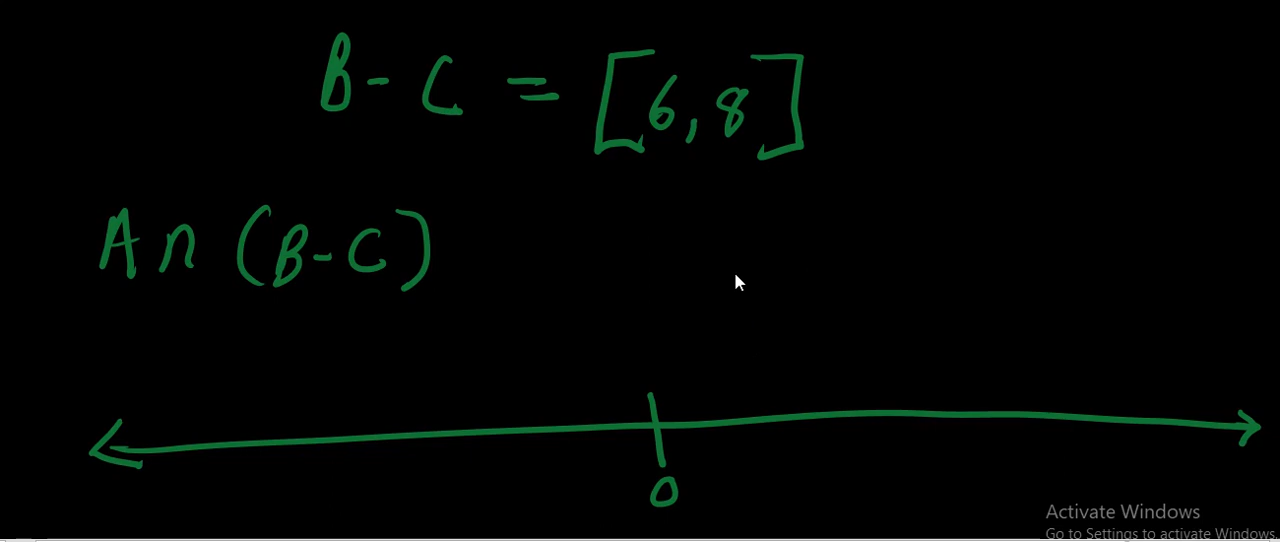 B - C = [6, 8]
A ∩ (B - C)
0
Activate Windows
Go to Settings to activate Windows.